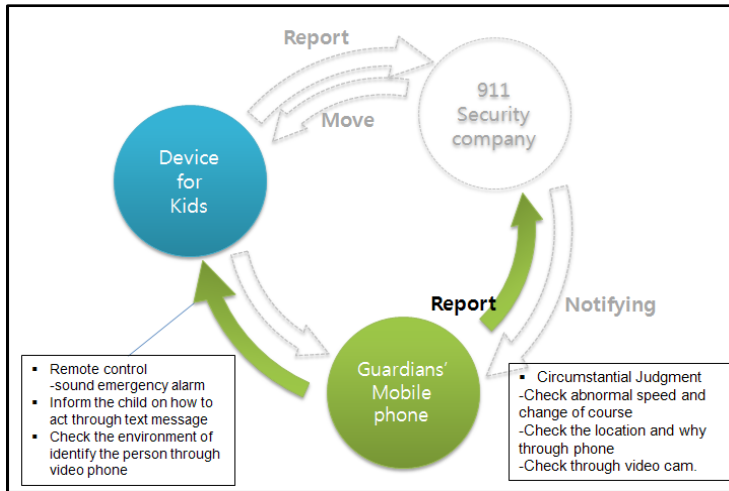 Report
911
Security
company
Move
Device
for
Kids
Report
Notifying
Guardians’
Mobile
phone
▪ Remote control
-sound emergency alarm
▪ Inform the child on how to
act through text message
▪ Check the environment of
identify the person through
video phone
▪ Circumstantial Judgment
-Check abnormal speed and
change of course
-Check the location and why
through phone
-Check through video cam.